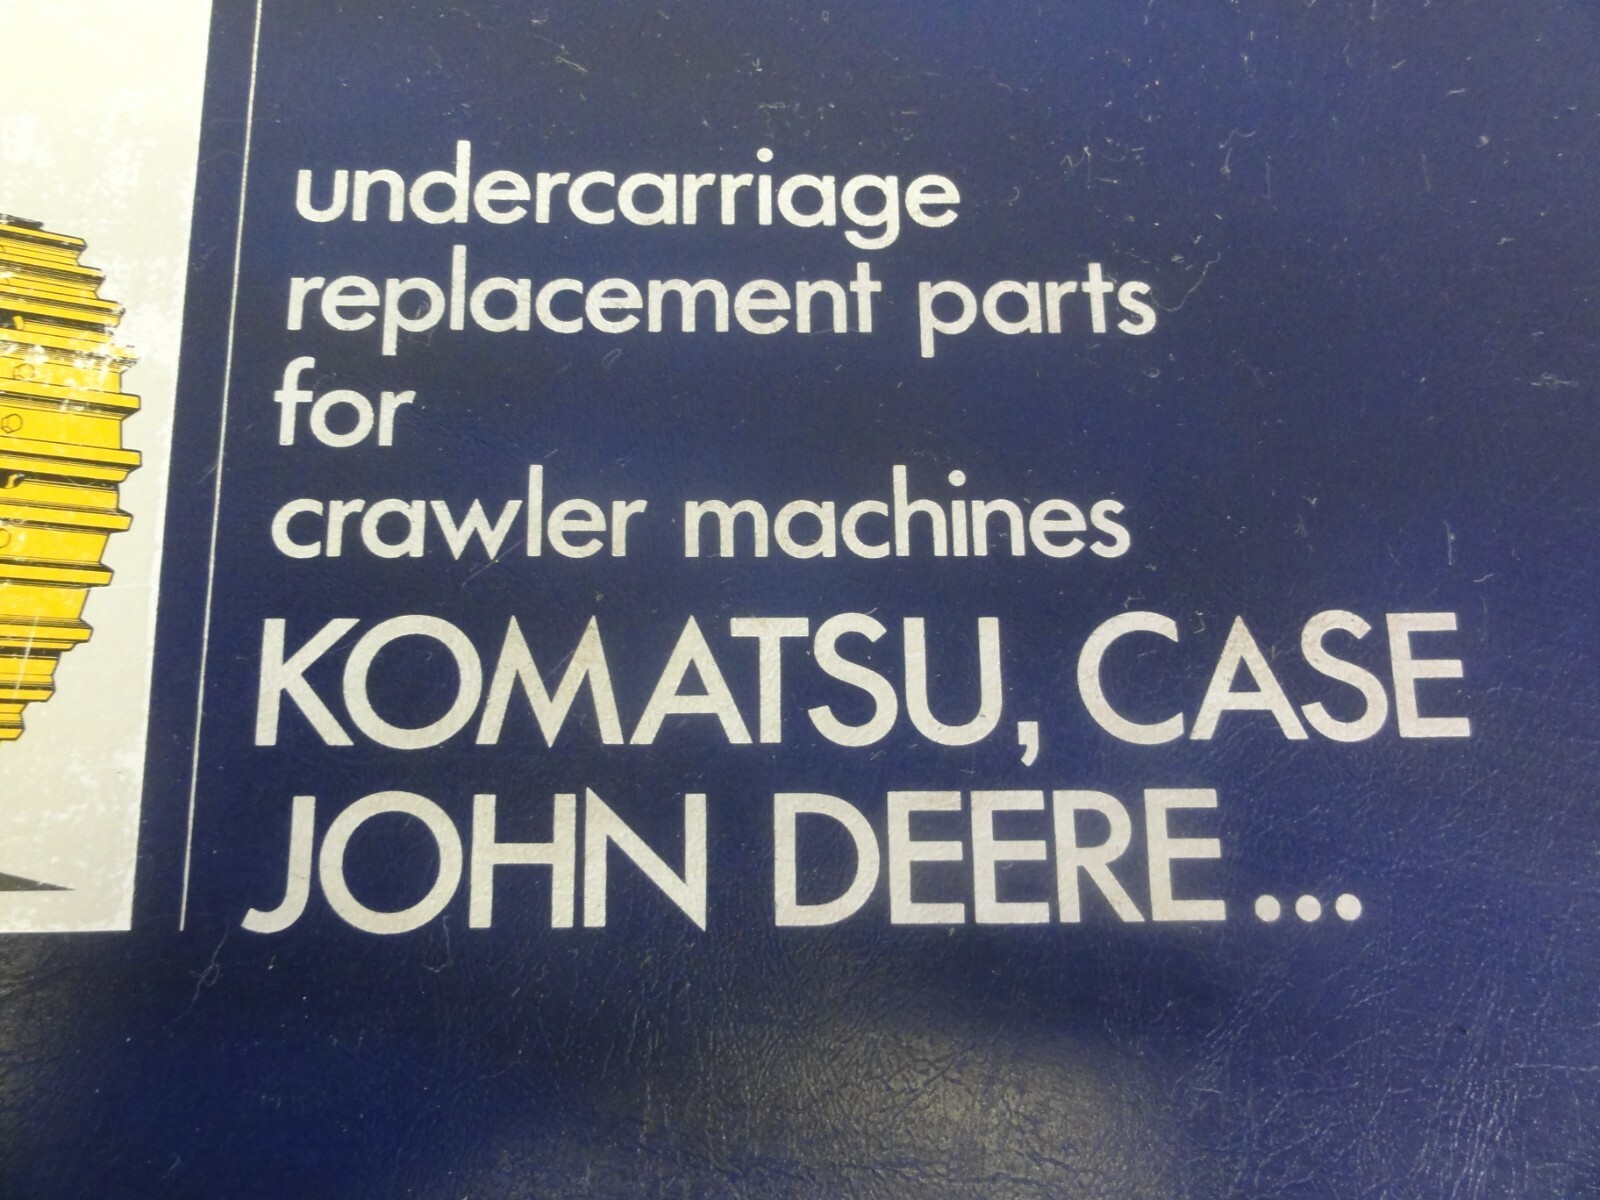 undercarriage
replacement parts
for
crawler machines
KOMATSU, CASE
JOHN DEERE...